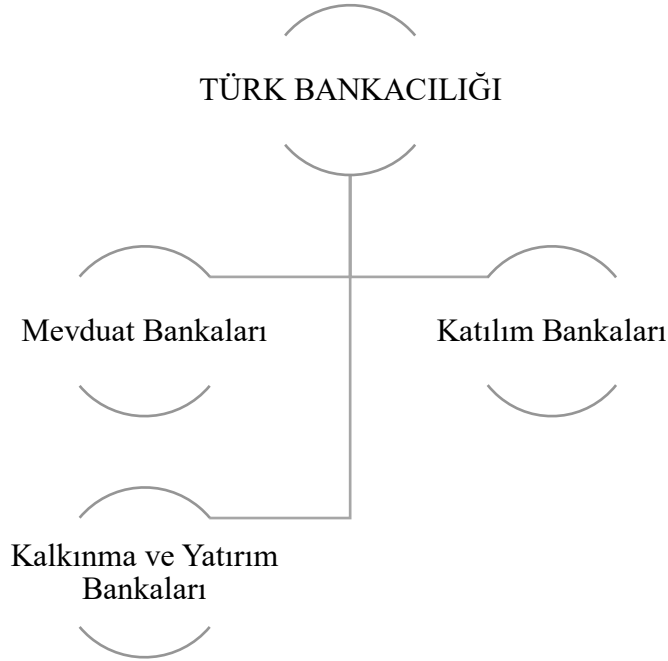 TÜRK BANKACILIĞI
Mevduat Bankaları
Katılım Bankaları
Kalkınma ve Yatırım
Bankaları